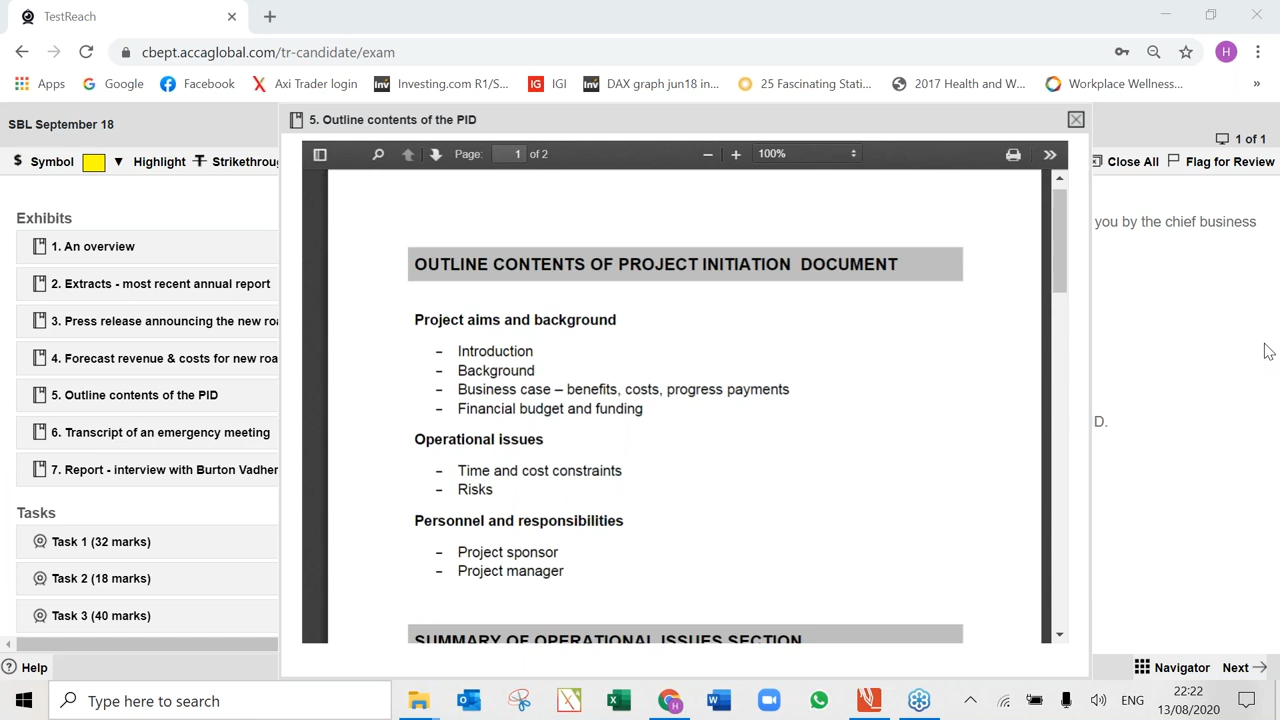 TestReach
cbept.accaglobal.com/tr-candidate/exam
H
Apps Google Facebook Axi Trader login Investing.com R1/S... IGI DAX graph jun18 in... 25 Fascinating Stati... 2017 Health and W... Workplace Wellness... »
SBL September 18
5. Outline contents of the PID
1 of 1
$ Symbol Highlight Strikethrou
Page: 1 of 2 100%
Close All Flag for Review
Exhibits
you by the chief business
1. An overview
2. Extracts - most recent annual report
3. Press release announcing the new roa
4. Forecast revenue & costs for new roa
5. Outline contents of the PID
6. Transcript of an emergency meeting
7. Report - interview with Burton Vadher
Tasks
Task 1 (32 marks)
Task 2 (18 marks)
Task 3 (40 marks)
OUTLINE CONTENTS OF PROJECT INITIATION DOCUMENT
Project aims and background
- Introduction
- Background
- Business case – benefits, costs, progress payments
- Financial budget and funding
Operational issues
- Time and cost constraints
- Risks
Personnel and responsibilities
- Project sponsor
- Project manager
SUMMARY OF OPERATIONAL ISSUES SECTION
D.
Help
Navigator Next
Type here to search
ENG
22:22
13/08/2020